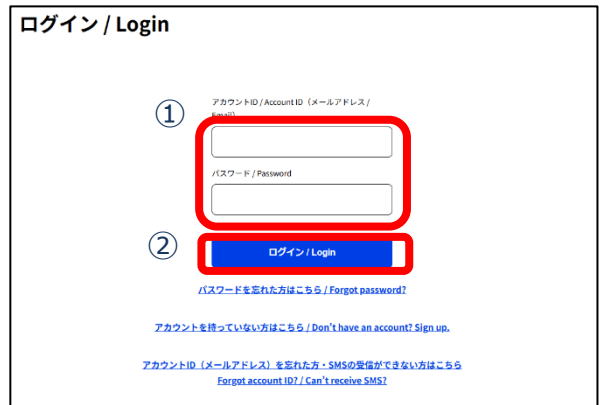 ログイン / Login
①
アカウントID / Account ID（メールアドレス /
Email）
パスワード / Password
②
ログイン / Login
パスワードを忘れた方はこちら / Forgot password?
アカウントを持っていない方はこちら / Don't have an account? Sign up.
アカウントID（メールアドレス）を忘れた方・SMSの受信ができない方はこちら
Forgot account ID? / Can't receive SMS?